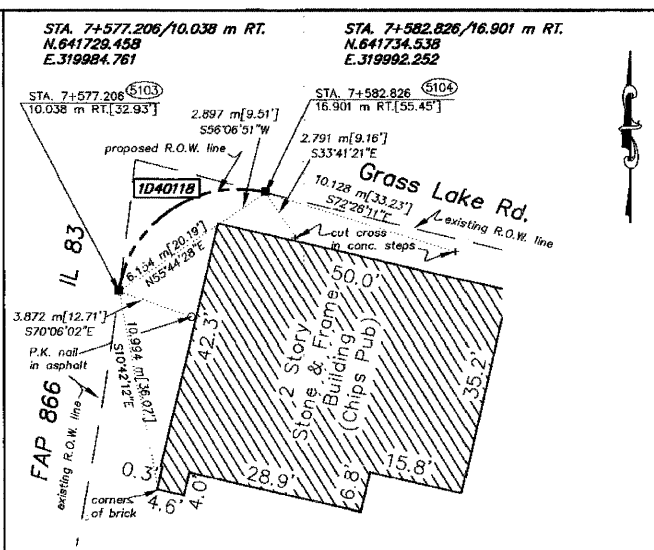 STA. 7+577.206/10.038 m RT.
N.641729.458
E.319984.761
STA. 7+582.826/16.901 m RT.
N.641734.538
E.319992.252
STA. 7+577.206 5103
10.038 m RT.[32.93']
STA. 7+582.826 5104
16.901 m RT.[55.45']
2.897 m[9.51']
S56°06'51"W
2.791 m[9.16']
S33°41'21"E
proposed R.O.W.
line
1D40118
Grass Lake Rd.
10.128 m[33.23']
S72°28'11"E
existing R.O.W. line
cut cross
in conc. steps
IL 83
6.154 m[20.19']
N55°44'28"E
50.0'
3.872 m[12.71']
S70°06'02"E
P.K. nail
in asphalt
10.994 m[36.07']
S10°42'12"E
42.3'
2 Story
Stone & Frame
Building
(Chips Pub)
35.2'
FAP 866
existing R.O.W. line
0.3'
corners
of brick
4.6'
4.0'
28.9'
6.8'
15.8'